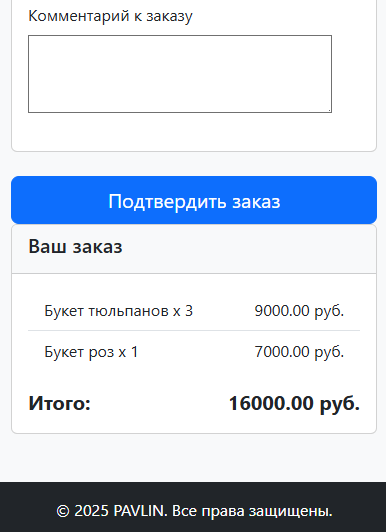 Комментарий к заказу
Подтвердить заказ
Ваш заказ
Букет тюльпанов x 3 9000.00 руб.
Букет роз x 1 7000.00 руб.
Итого: 16000.00 руб.
© 2025 PAVLIN. Все права защищены.